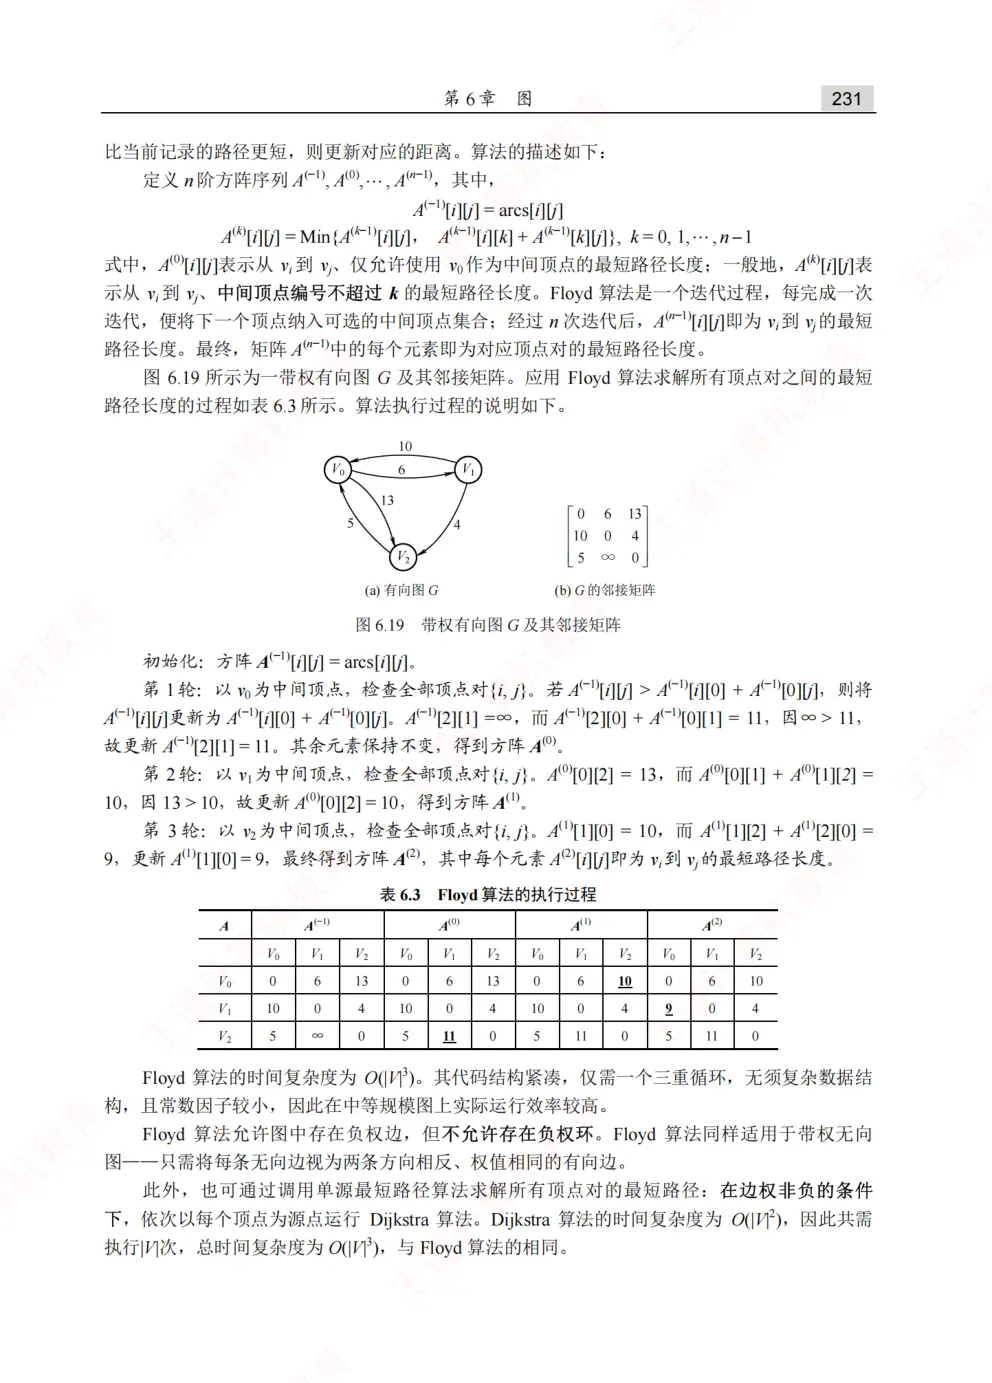 第 6 章 图 231
比当前记录的路径更短，则更新对应的距离。算法的描述如下：
定义 n 阶方阵序列 A⁽⁻¹⁾, A⁽⁰⁾,⋯, A⁽ⁿ⁻¹⁾，其中，
A⁽⁻¹⁾[i][j] = arcs[i][j]
A⁽ᵏ⁾[i][j] = Min{A⁽ᵏ⁻¹⁾[i][j]， A⁽ᵏ⁻¹⁾[i][k] + A⁽ᵏ⁻¹⁾[k][j]}, k = 0, 1,⋯, n−1
式中，A⁽⁰⁾[i][j]表示从 vᵢ 到 vⱼ、仅允许使用 v₀ 作为中间顶点的最短路径长度；一般地，A⁽ᵏ⁾[i][j]表
示从 vᵢ 到 vⱼ、中间顶点编号不超过 k 的最短路径长度。Floyd 算法是一个迭代过程，每完成一次
迭代，便将下一个顶点纳入可选的中间顶点集合；经过 n 次迭代后，A⁽ⁿ⁻¹⁾[i][j]即为 vᵢ 到 vⱼ 的最短
路径长度。最终，矩阵 A⁽ⁿ⁻¹⁾中的每个元素即为对应顶点对的最短路径长度。
图 6.19 所示为一带权有向图 G 及其邻接矩阵。应用 Floyd 算法求解所有顶点对之间的最短
路径长度的过程如表 6.3 所示。算法执行过程的说明如下。
10
V₀ 6 V₁
13
5 4
V₂
0 6 13
10 0 4
5 ∞ 0
(a) 有向图 G (b) G 的邻接矩阵
图 6.19 带权有向图 G 及其邻接矩阵
初始化：方阵 A⁽⁻¹⁾[i][j] = arcs[i][j]。
第 1 轮：以 v₀ 为中间顶点，检查全部顶点对{i, j}。若 A⁽⁻¹⁾[i][j] > A⁽⁻¹⁾[i][0] + A⁽⁻¹⁾[0][j]，则将
A⁽⁻¹⁾[i][j]更新为 A⁽⁻¹⁾[i][0] + A⁽⁻¹⁾[0][j]。A⁽⁻¹⁾[2][1] =∞，而 A⁽⁻¹⁾[2][0] + A⁽⁻¹⁾[0][1] = 11，因∞ > 11，
故更新 A⁽⁻¹⁾[2][1] = 11。其余元素保持不变，得到方阵 A⁽⁰⁾。
第 2 轮：以 v₁ 为中间顶点，检查全部顶点对{i, j}。A⁽⁰⁾[0][2] = 13，而 A⁽⁰⁾[0][1] + A⁽⁰⁾[1][2] =
10，因 13 > 10，故更新 A⁽⁰⁾[0][2] = 10，得到方阵 A⁽¹⁾。
第 3 轮：以 v₂ 为中间顶点，检查全部顶点对{i, j}。A⁽¹⁾[1][0] = 10，而 A⁽¹⁾[1][2] + A⁽¹⁾[2][0] =
9，更新 A⁽¹⁾[1][0] = 9，最终得到方阵 A⁽²⁾，其中每个元素 A⁽²⁾[i][j]即为 vᵢ 到 vⱼ 的最短路径长度。
表 6.3 Floyd 算法的执行过程
A A⁽⁻¹⁾ A⁽⁰⁾ A⁽¹⁾ A⁽²⁾
V₀ V₁ V₂ V₀ V₁ V₂ V₀ V₁ V₂ V₀ V₁ V₂
V₀ 0 6 13 0 6 13 0 6 10 0 6 10
V₁ 10 0 4 10 0 4 10 0 4 9 0 4
V₂ 5 ∞ 0 5 11 0 5 11 0 5 11 0
Floyd 算法的时间复杂度为 O(|V|³)。其代码结构紧凑，仅需一个三重循环，无须复杂数据结
构，且常数因子较小，因此在中等规模图上实际运行效率较高。
Floyd 算法允许图中存在负权边，但不允许存在负权环。Floyd 算法同样适用于带权无向
图——只需将每条无向边视为两条方向相反、权值相同的有向边。
此外，也可通过调用单源最短路径算法求解所有顶点对的最短路径：在边权非负的条件
下，依次以每个顶点为源点运行 Dijkstra 算法。Dijkstra 算法的时间复杂度为 O(|V|²)，因此共需
执行|V|次，总时间复杂度为 O(|V|³)，与 Floyd 算法的相同。
王道计算机教育